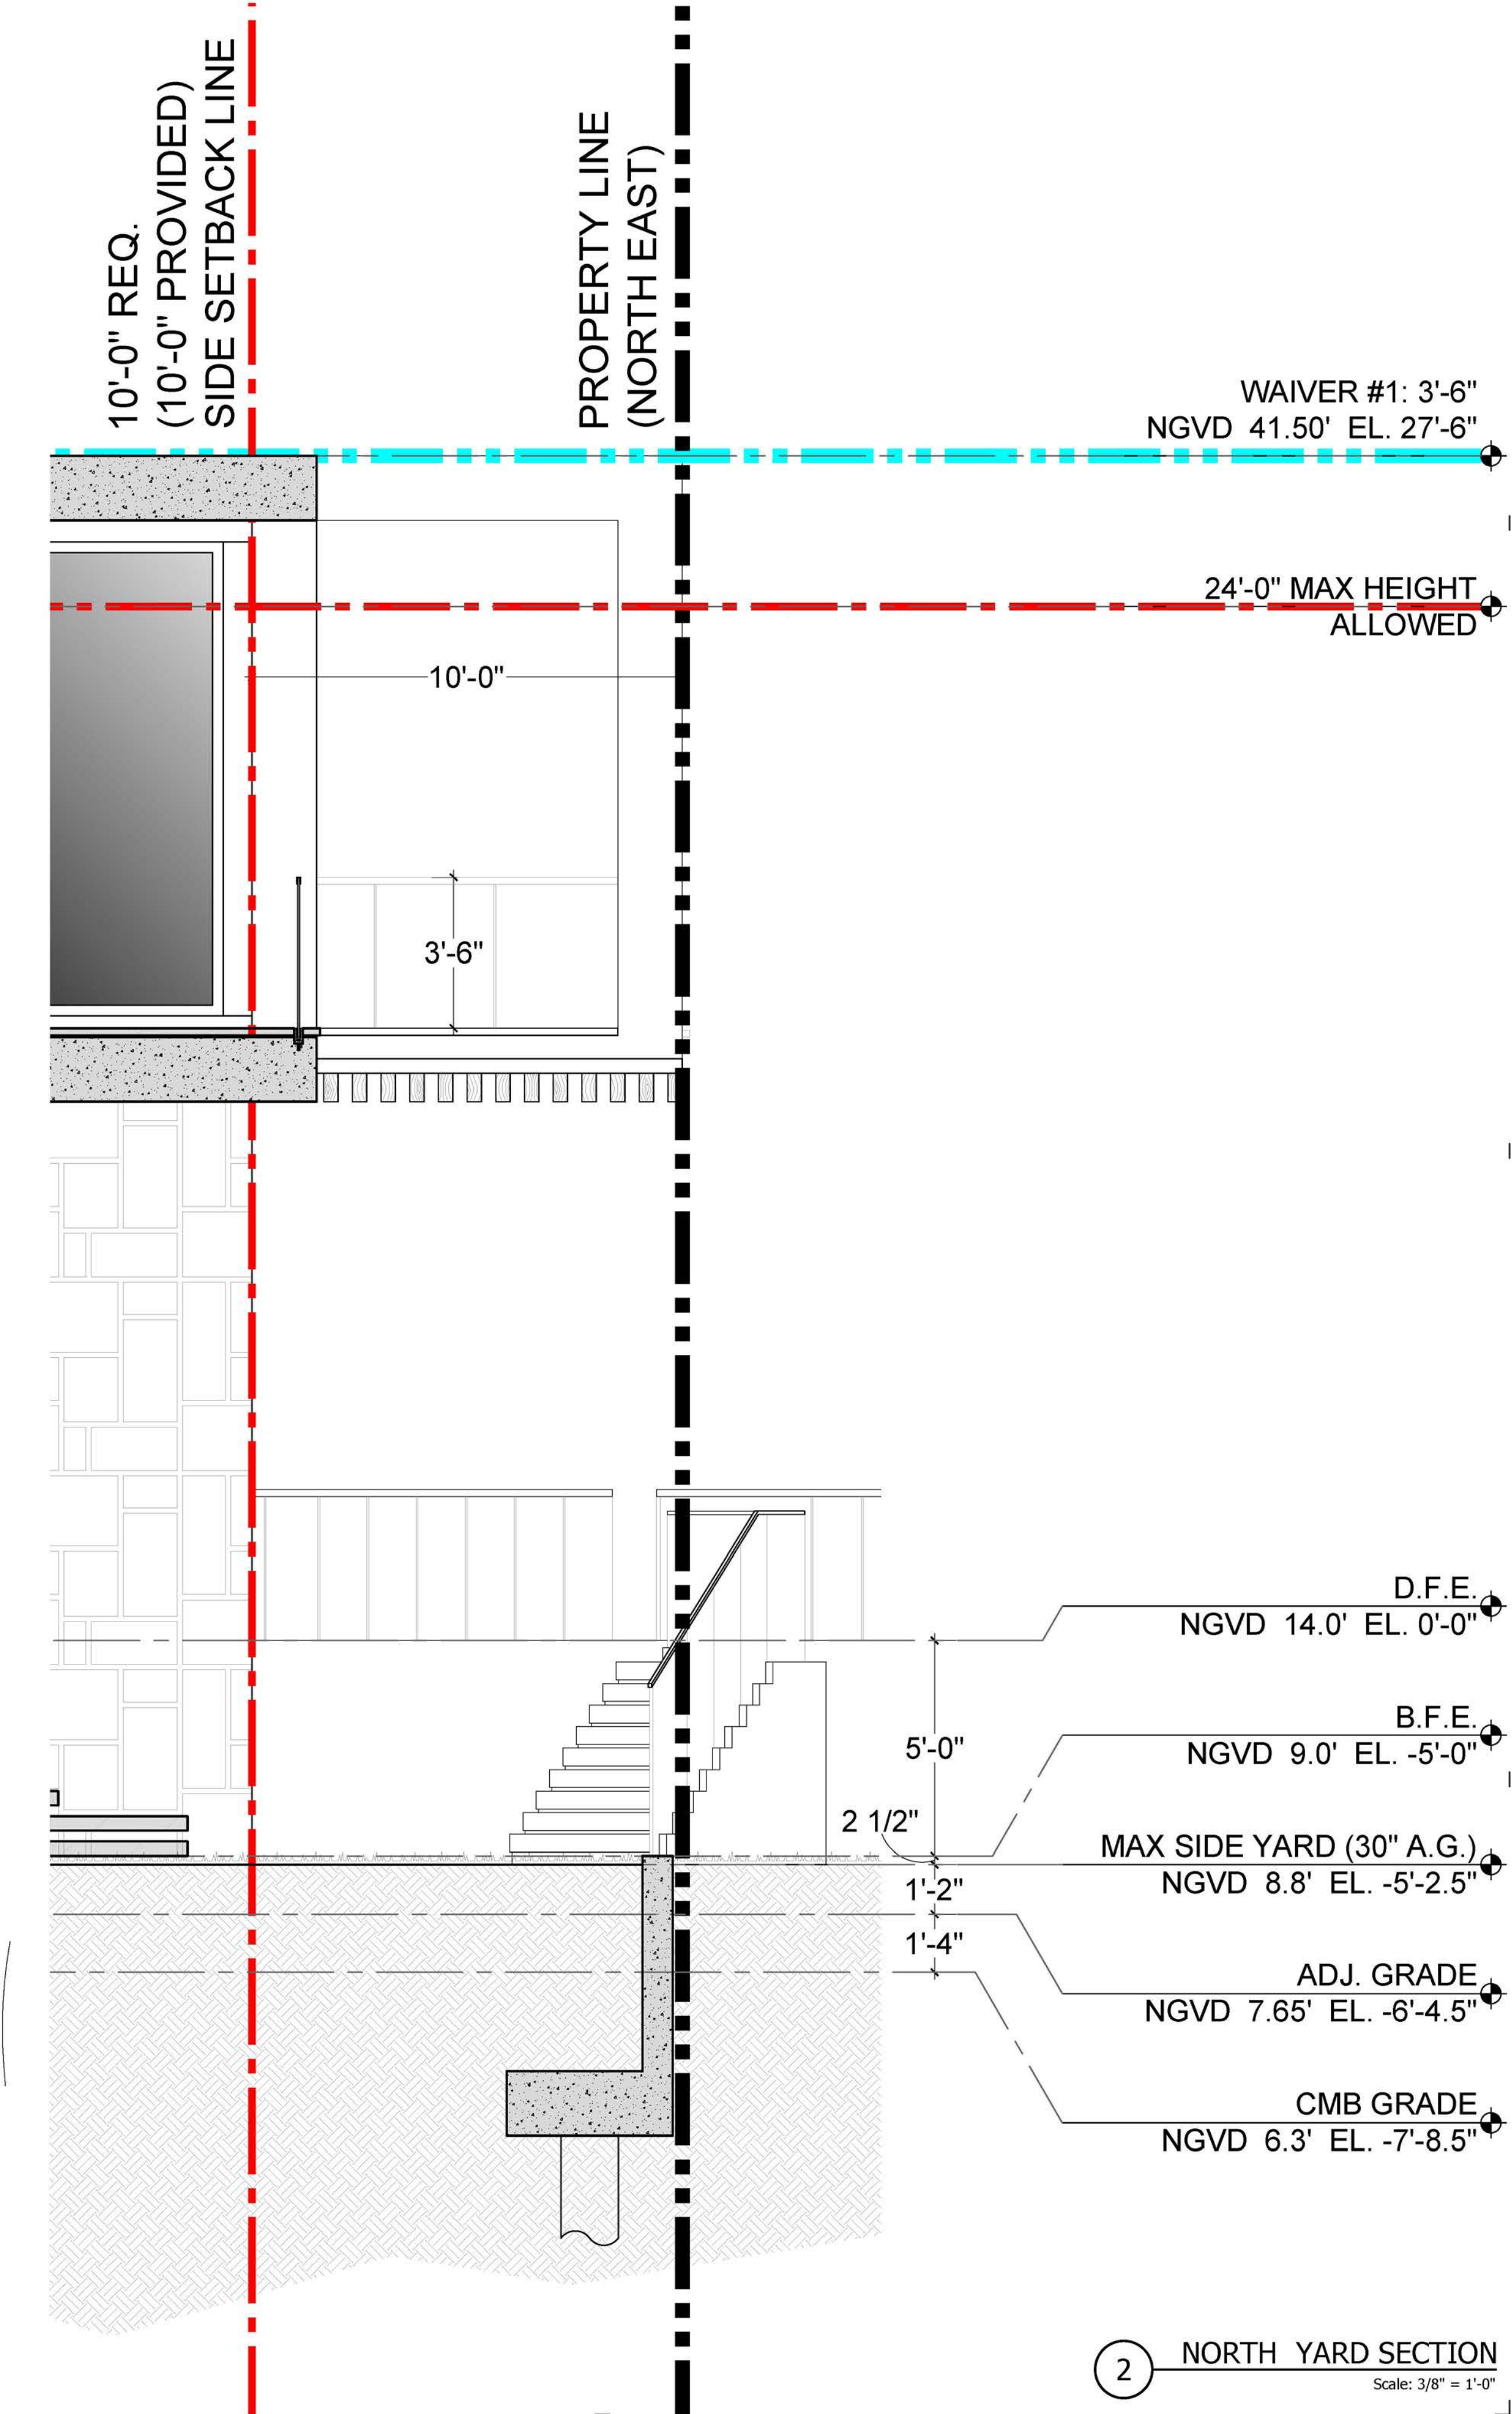 10'-0" REQ.
(10'-0" PROVIDED)
SIDE SETBACK LINE
PROPERTY LINE
(NORTH EAST)
WAIVER #1: 3'-6"
NGVD 41.50' EL. 27'-6"
24'-0" MAX HEIGHT
ALLOWED
10'-0"
3'-6"
D.F.E.
NGVD 14.0' EL. 0'-0"
B.F.E.
NGVD 9.0' EL. -5'-0"
5'-0"
2 1/2"
MAX SIDE YARD (30" A.G.)
NGVD 8.8' EL. -5'-2.5"
1'-2"
1'-4"
ADJ. GRADE
NGVD 7.65' EL. -6'-4.5"
CMB GRADE
NGVD 6.3' EL. -7'-8.5"
2 NORTH YARD SECTION
Scale: 3/8" = 1'-0"